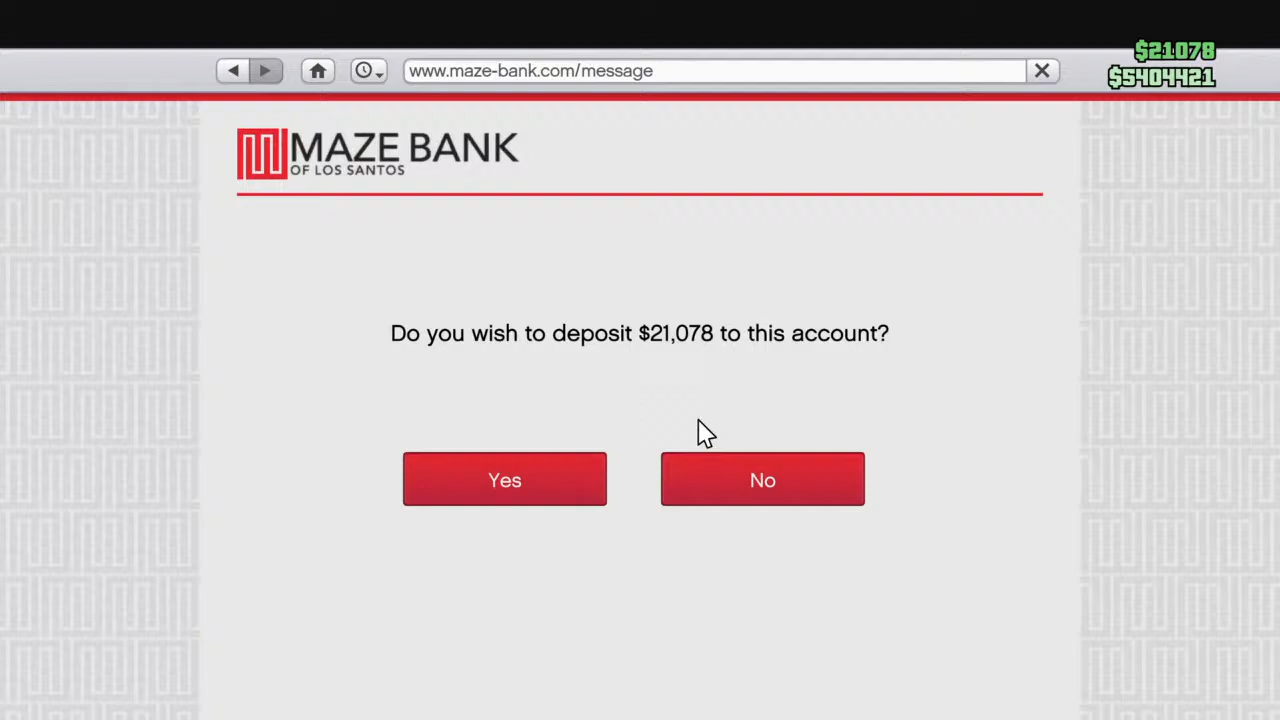 $21078
www.maze-bank.com/message
$5404421
MAZE BANK
OF LOS SANTOS
Do you wish to deposit $21,078 to this account?
Yes
No